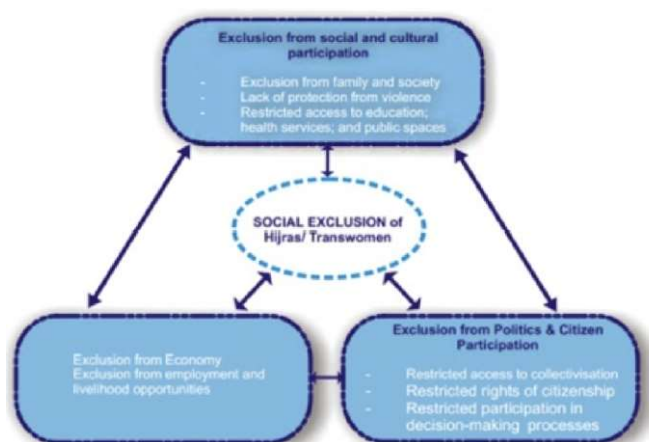 Exclusion from social and cultural
participation
- Exclusion from family and society
- Lack of protection from violence
- Restricted access to education;
health services; and public spaces
SOCIAL EXCLUSION of
Hijras/ Transwomen
Exclusion from Economy
Exclusion from employment and
livelihood opportunities
Exclusion from Politics & Citizen
Participation
- Restricted access to collectivisation
- Restricted rights of citizenship
- Restricted participation in
decision-making processes